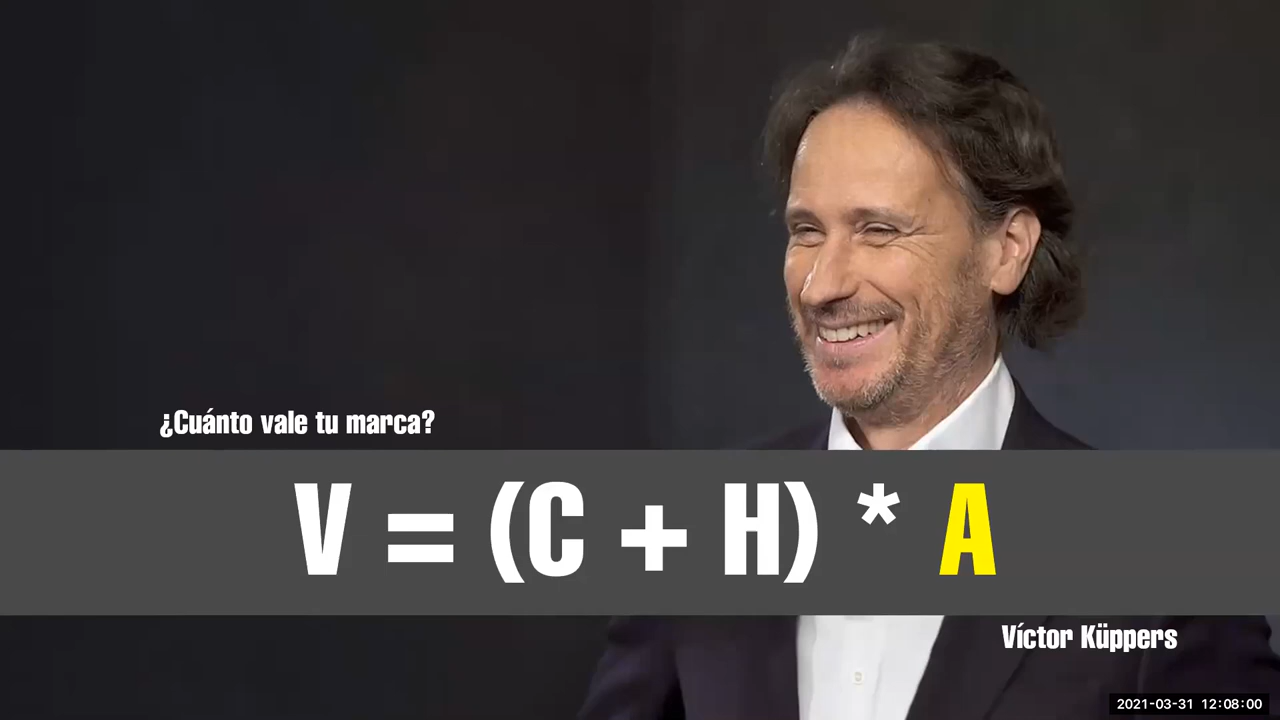 ¿Cuánto vale tu marca?
V = (C + H) * A
Víctor Küppers
2021-03-31 12:08:00